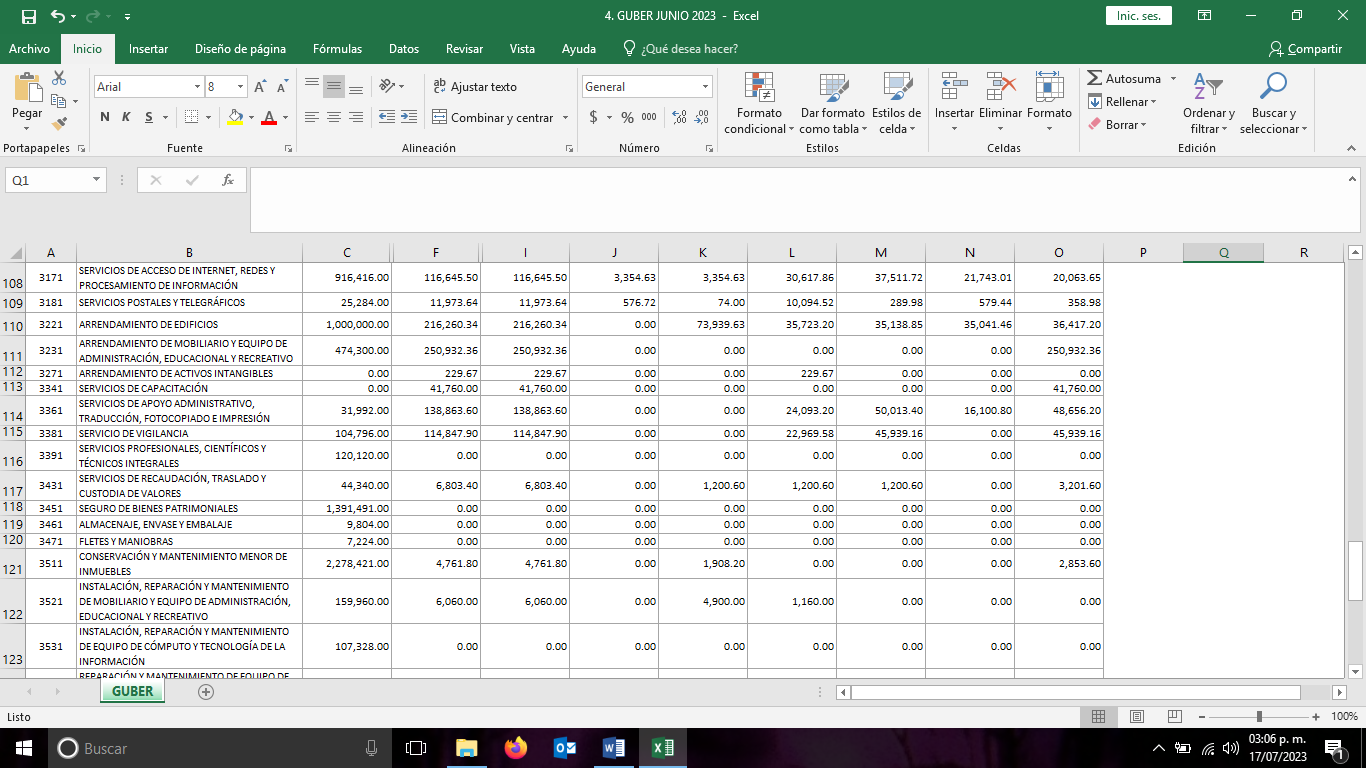 4. GUBER JUNIO 2023 - Excel
Inic. ses.
Archivo Inicio Insertar Diseño de página Fórmulas Datos Revisar Vista Ayuda ¿Qué desea hacer? Compartir
Pegar
Portapapeles
Arial 8
N K S
Fuente
Ajustar texto
Combinar y centrar
Alineación
General
$ % 000
Número
Formato condicional
Dar formato como tabla
Estilos de celda
Estilos
Insertar Eliminar Formato
Celdas
Autosuma
Rellenar
Borrar
Ordenar y filtrar
Buscar y seleccionar
Edición
Q1
fx
A B C F I J K L M N O P Q R
108 3171 SERVICIOS DE ACCESO DE INTERNET, REDES Y
PROCESAMIENTO DE INFORMACIÓN 916,416.00 116,645.50 116,645.50 3,354.63 3,354.63 30,617.86 37,511.72 21,743.01 20,063.65
109 3181 SERVICIOS POSTALES Y TELEGRÁFICOS 25,284.00 11,973.64 11,973.64 576.72 74.00 10,094.52 289.98 579.44 358.98
110 3221 ARRENDAMIENTO DE EDIFICIOS 1,000,000.00 216,260.34 216,260.34 0.00 73,939.63 35,723.20 35,138.85 35,041.46 36,417.20
111 3231 ARRENDAMIENTO DE MOBILIARIO Y EQUIPO DE
ADMINISTRACIÓN, EDUCACIONAL Y RECREATIVO 474,300.00 250,932.36 250,932.36 0.00 0.00 0.00 0.00 0.00 250,932.36
112 3271 ARRENDAMIENTO DE ACTIVOS INTANGIBLES 0.00 229.67 229.67 0.00 0.00 229.67 0.00 0.00 0.00
113 3341 SERVICIOS DE CAPACITACIÓN 0.00 41,760.00 41,760.00 0.00 0.00 0.00 0.00 0.00 41,760.00
114 3361 SERVICIOS DE APOYO ADMINISTRATIVO,
TRADUCCIÓN, FOTOCOPIADO E IMPRESIÓN 31,992.00 138,863.60 138,863.60 0.00 0.00 24,093.20 50,013.40 16,100.80 48,656.20
115 3381 SERVICIO DE VIGILANCIA 104,796.00 114,847.90 114,847.90 0.00 0.00 22,969.58 45,939.16 0.00 45,939.16
116 3391 SERVICIOS PROFESIONALES, CIENTÍFICOS Y
TÉCNICOS INTEGRALES 120,120.00 0.00 0.00 0.00 0.00 0.00 0.00 0.00 0.00
117 3431 SERVICIOS DE RECAUDACIÓN, TRASLADO Y
CUSTODIA DE VALORES 44,340.00 6,803.40 6,803.40 0.00 1,200.60 1,200.60 1,200.60 0.00 3,201.60
118 3451 SEGURO DE BIENES PATRIMONIALES 1,391,491.00 0.00 0.00 0.00 0.00 0.00 0.00 0.00 0.00
119 3461 ALMACENAJE, ENVASE Y EMBALAJE 9,804.00 0.00 0.00 0.00 0.00 0.00 0.00 0.00 0.00
120 3471 FLETES Y MANIOBRAS 7,224.00 0.00 0.00 0.00 0.00 0.00 0.00 0.00 0.00
121 3511 CONSERVACIÓN Y MANTENIMIENTO MENOR DE
INMUEBLES 2,278,421.00 4,761.80 4,761.80 0.00 1,908.20 0.00 0.00 0.00 2,853.60
122 3521 INSTALACIÓN, REPARACIÓN Y MANTENIMIENTO
DE MOBILIARIO Y EQUIPO DE ADMINISTRACIÓN,
EDUCACIONAL Y RECREATIVO 159,960.00 6,060.00 6,060.00 0.00 4,900.00 1,160.00 0.00 0.00 0.00
123 3531 INSTALACIÓN, REPARACIÓN Y MANTENIMIENTO
DE EQUIPO DE CÓMPUTO Y TECNOLOGÍA DE LA
INFORMACIÓN 107,328.00 0.00 0.00 0.00 0.00 0.00 0.00 0.00 0.00
REPARACIÓN Y MANTENIMIENTO DE EQUIPO DE
GUBER
Listo
100%
Buscar
03:06 p. m.
17/07/2023
1